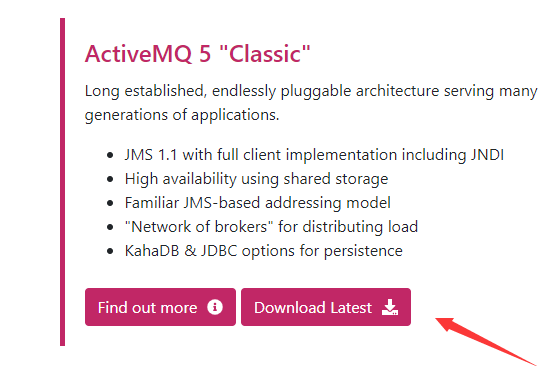 ActiveMQ 5 "Classic"
Long established, endlessly pluggable architecture serving many
generations of applications.
JMS 1.1 with full client implementation including JNDI
High availability using shared storage
Familiar JMS-based addressing model
"Network of brokers" for distributing load
KahaDB & JDBC options for persistence
Find out more Download Latest